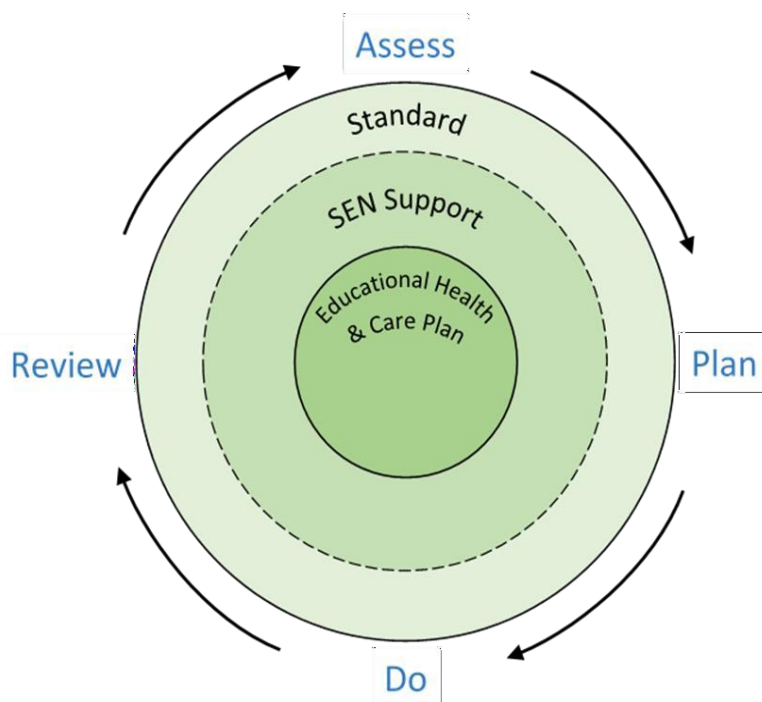 Assess
Standard
SEN Support
Educational Health
& Care Plan
Review
Plan
Do